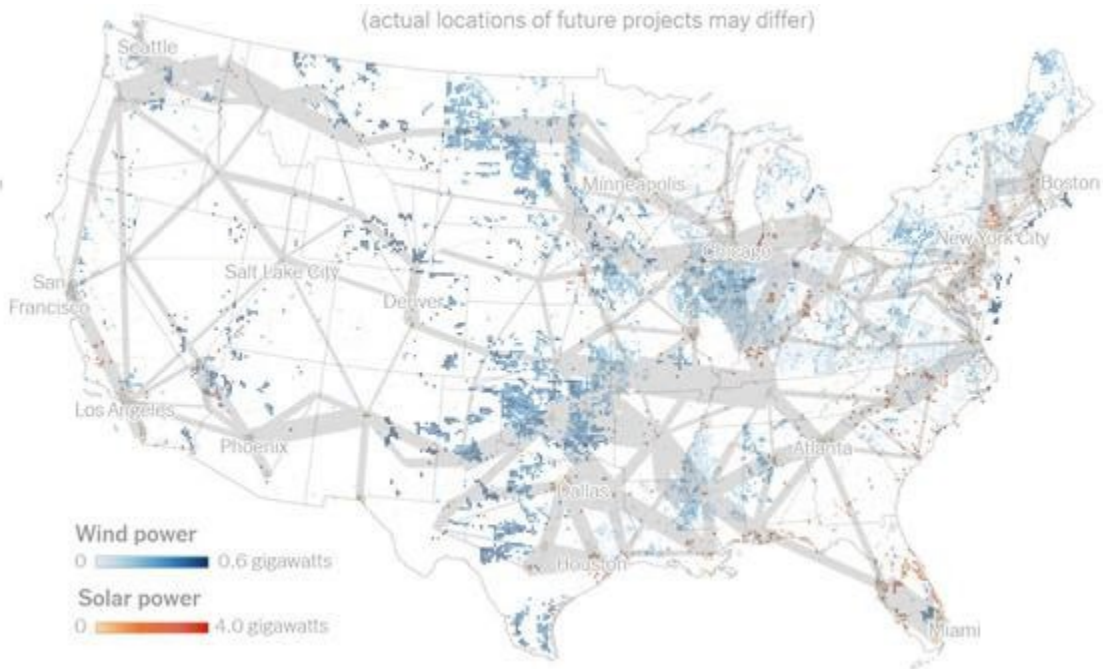 (actual locations of future projects may differ)
Seattle
Minneapolis
Boston
New York City
Chicago
Salt Lake City
Denver
San
Francisco
Los Angeles
Phoenix
Atlanta
Dallas
Houston
Miami
Wind power
0 0.6 gigawatts
Solar power
0 4.0 gigawatts